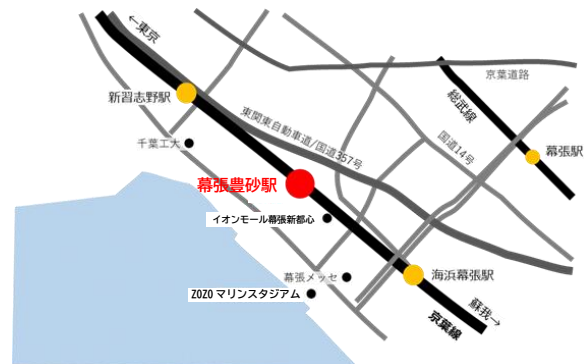 ←東京
京葉道路
新習志野駅
総武線
東関東自動車道/国道357号
千葉工大
国道14号
幕張駅
幕張豊砂駅
イオンモール幕張新都心
幕張メッセ
海浜幕張駅
ZOZOマリンスタジアム
蘇我→
京葉線